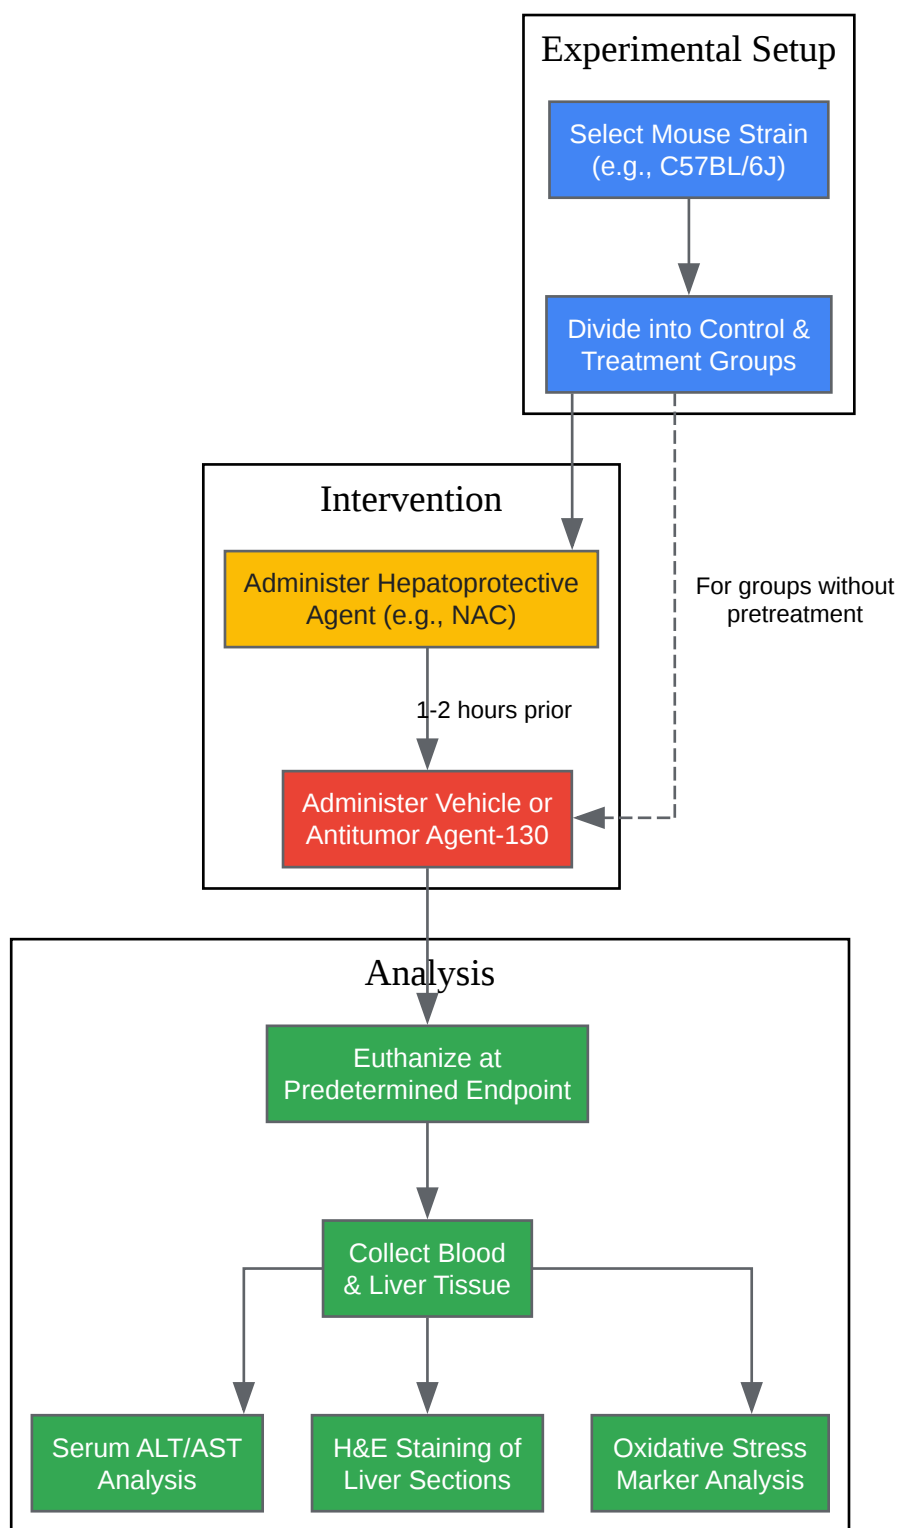 Experimental Setup
Select Mouse Strain
(e.g., C57BL/6J)
Divide into Control &
Treatment Groups
Intervention
Administer Hepatoprotective
Agent (e.g., NAC)
For groups without
pretreatment
1-2 hours prior
Administer Vehicle or
Antitumor Agent-130
Analysis
Euthanize at
Predetermined Endpoint
Collect Blood
& Liver Tissue
Serum ALT/AST
Analysis
H&E Staining of
Liver Sections
Oxidative Stress
Marker Analysis